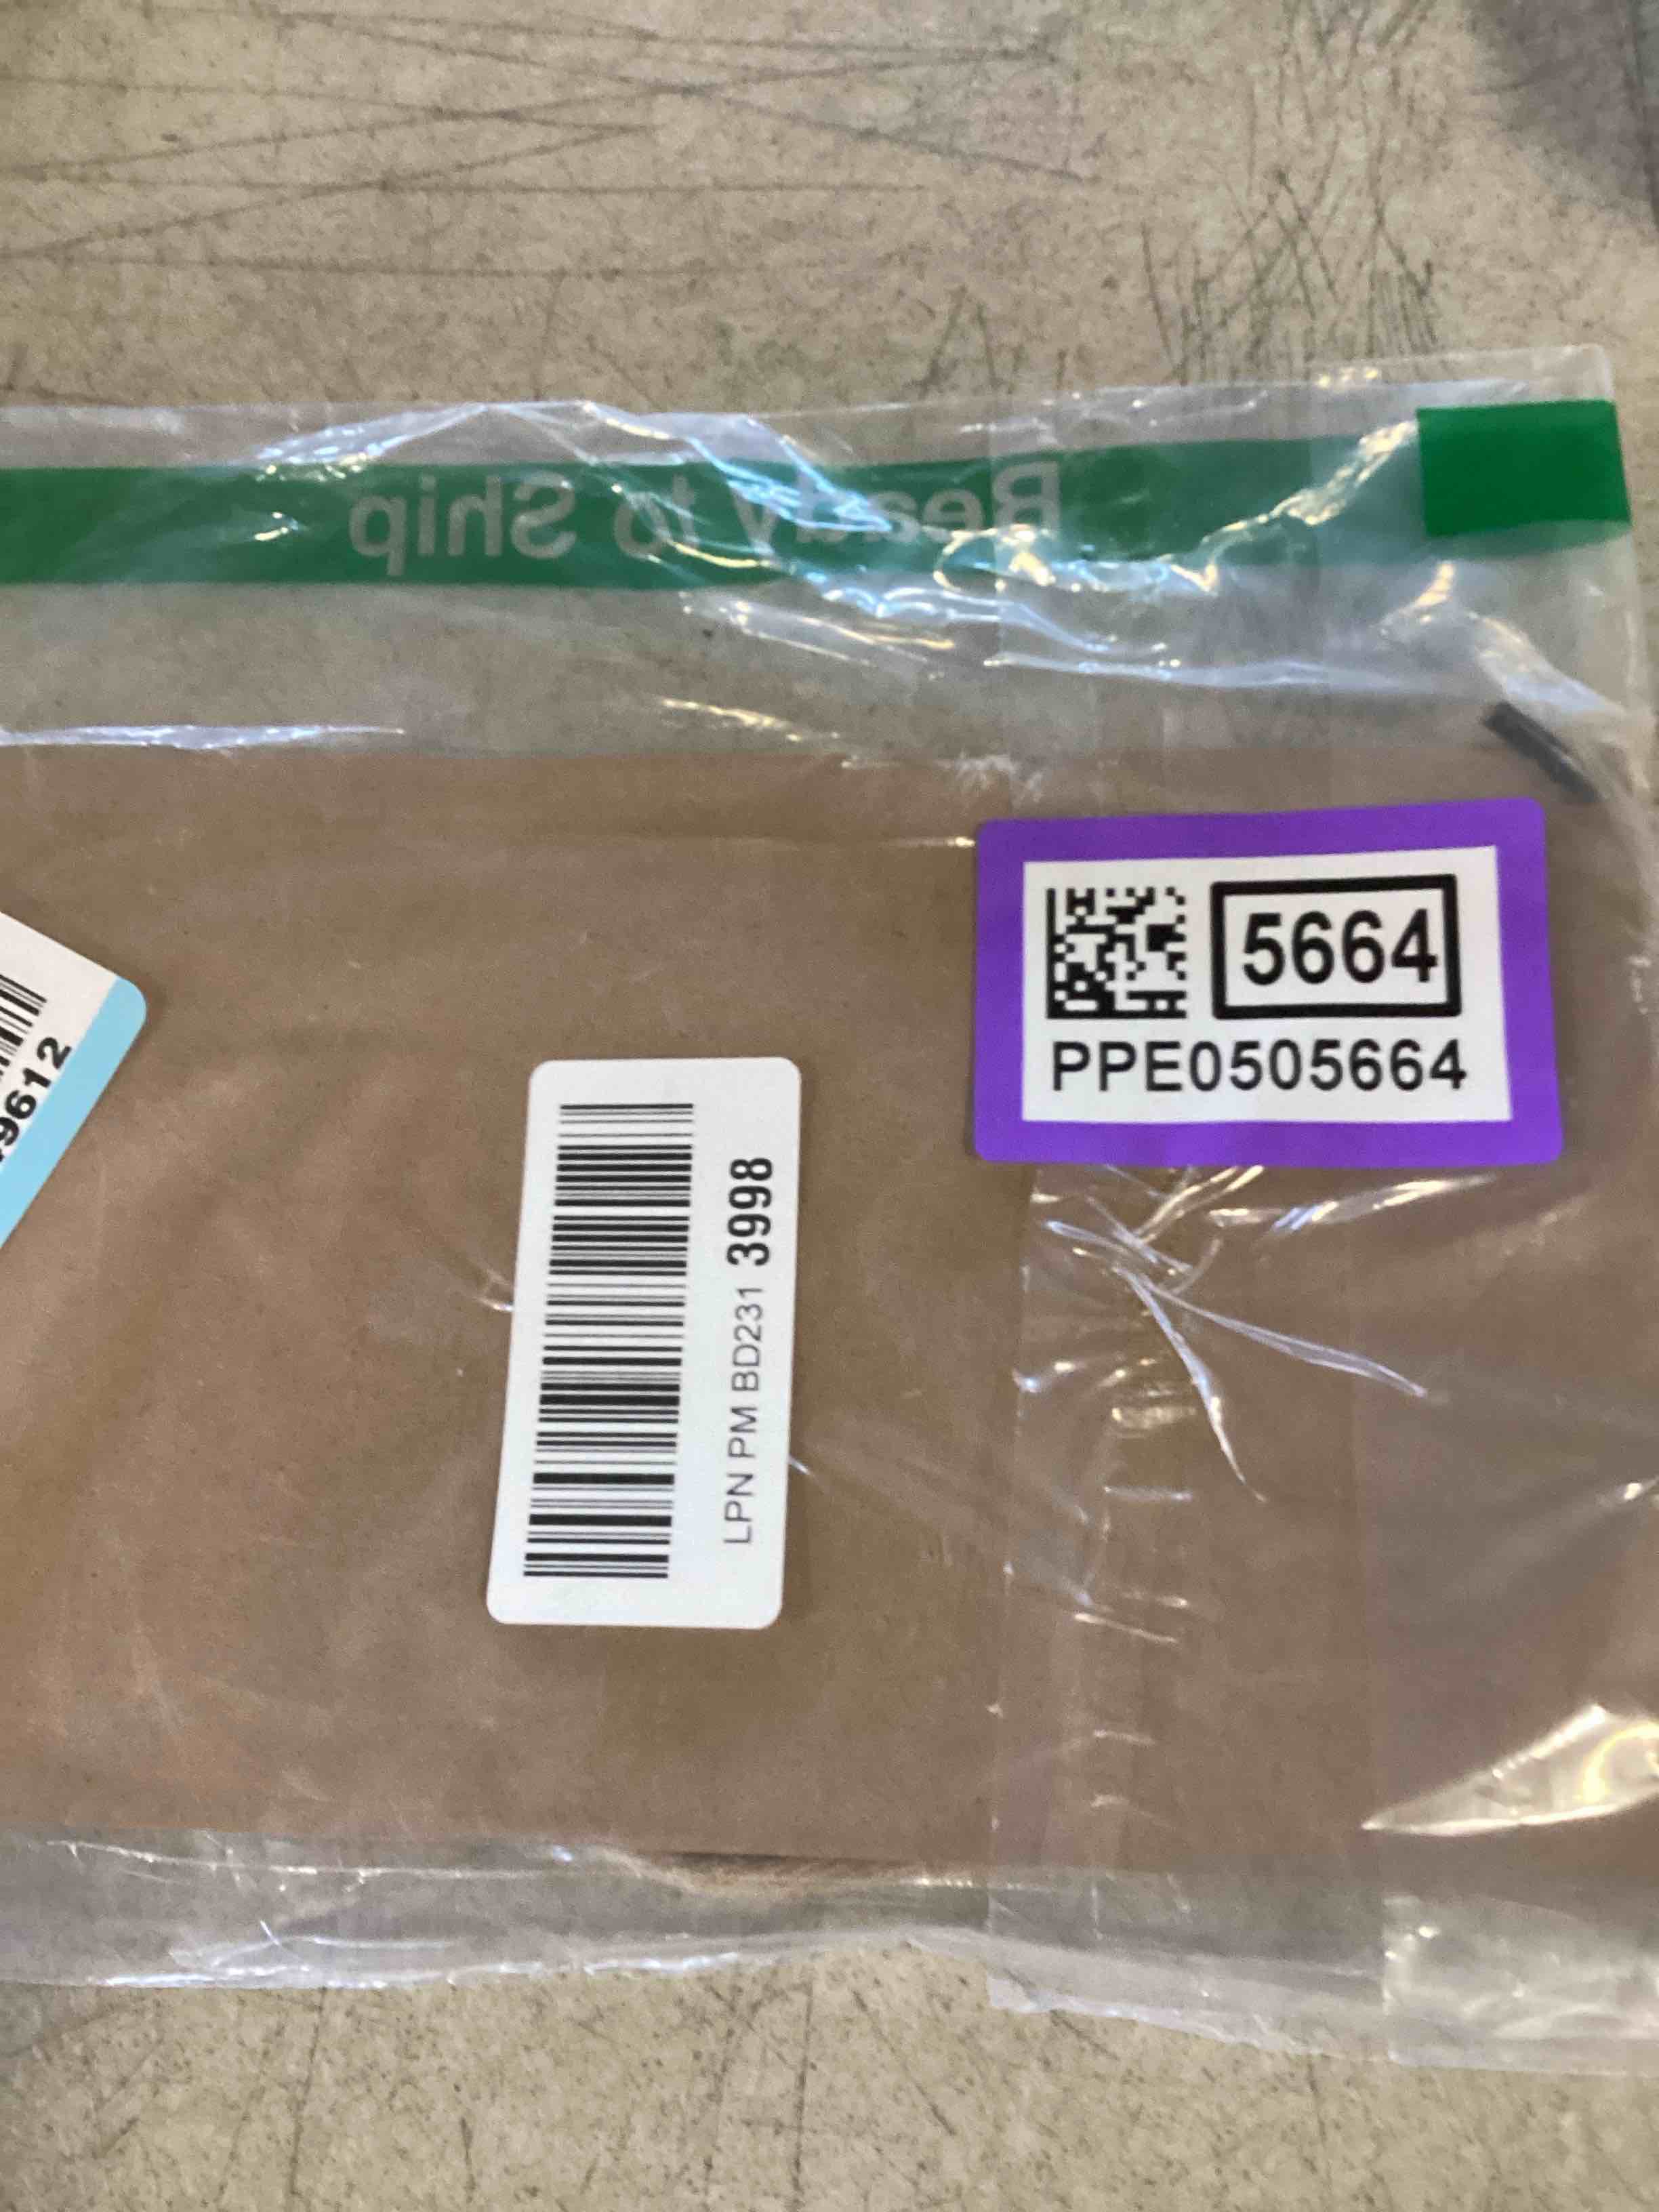 Ready to Ship
5664
PPE0505664
9612
LPN PM BD231 3998